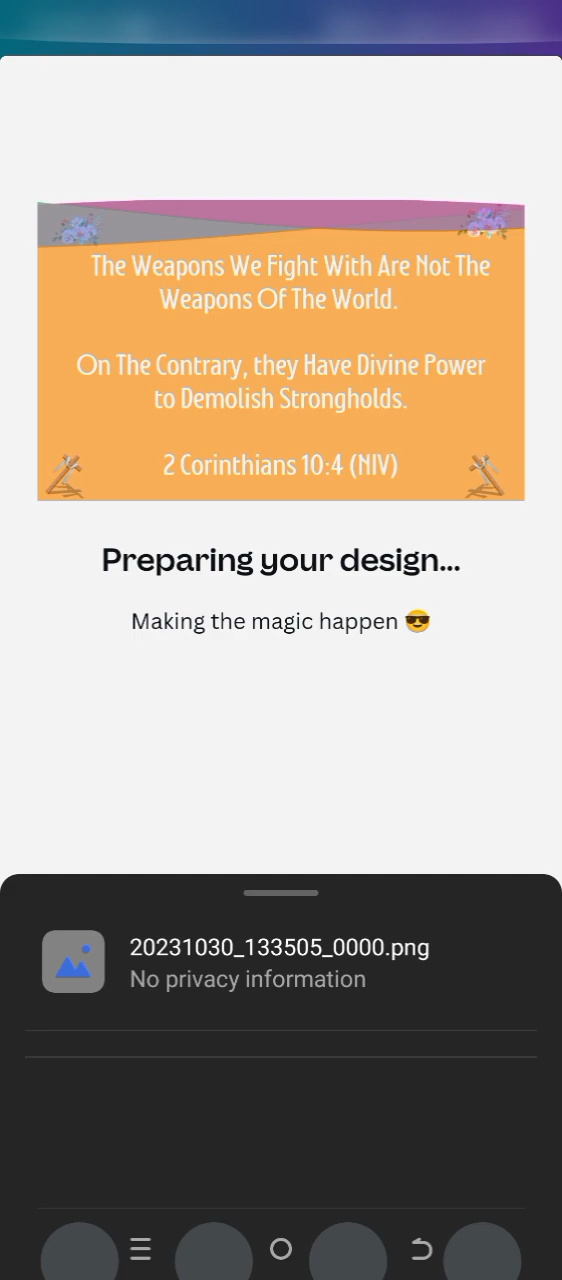 The Weapons We Fight With Are Not The
Weapons Of The World.
On The Contrary, they Have Divine Power
to Demolish Strongholds.
2 Corinthians 10:4 (NIV)
Preparing your design...
Making the magic happen 😎
20231030_133505_0000.png
No privacy information